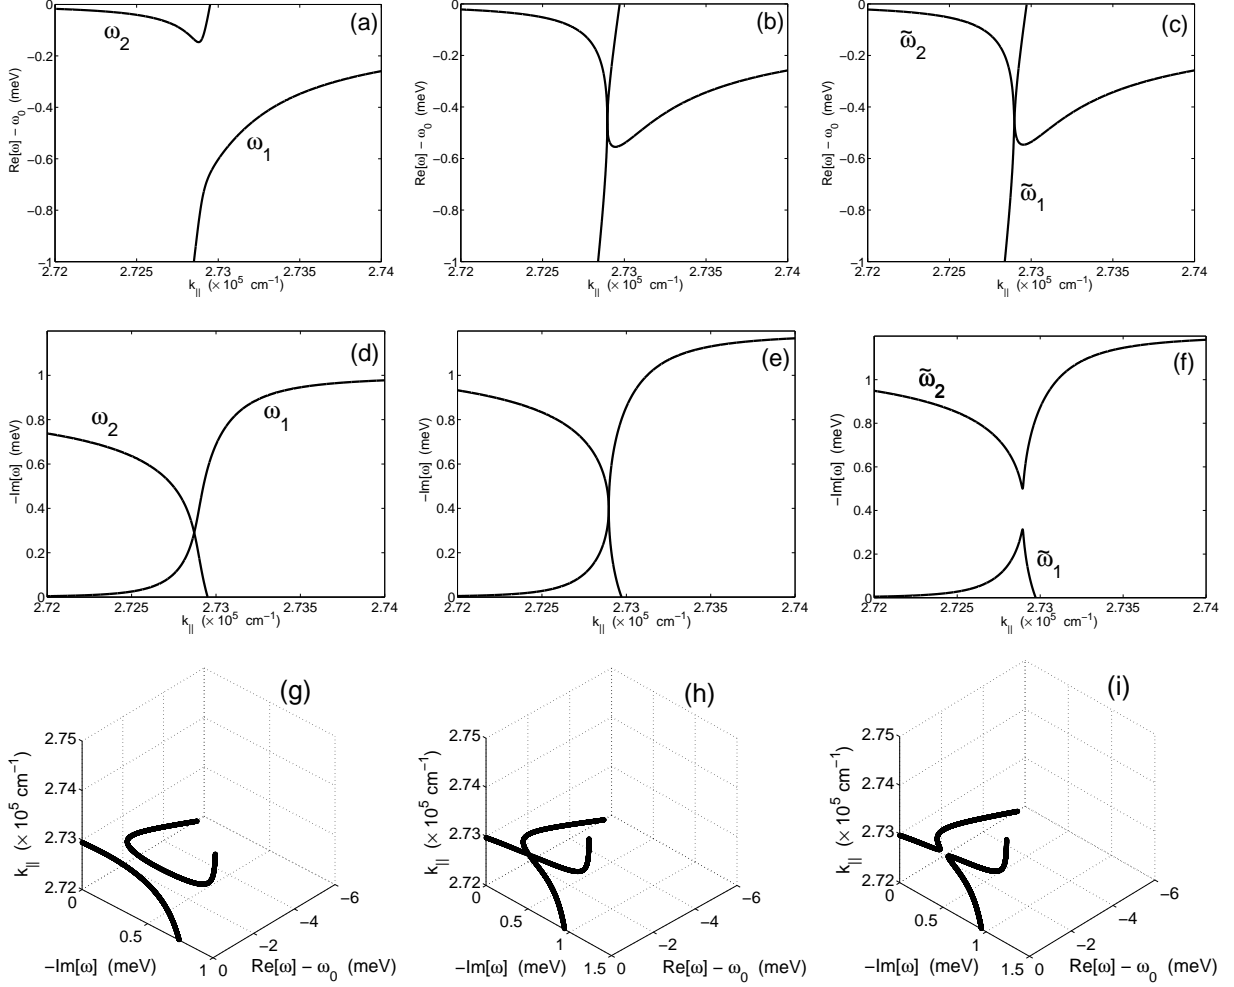 (a)
ω2
ω1
Re[ω] − ω0 (meV)
0
−0.2
−0.4
−0.6
−0.8
−1
2.72
2.725
2.73
2.735
2.74
k|| (× 10^5 cm−1)
(b)
Re[ω] − ω0 (meV)
0
−0.2
−0.4
−0.6
−0.8
−1
2.72
2.725
2.73
2.735
2.74
k|| (× 10^5 cm−1)
(c)
ω̃2
ω̃1
Re[ω] − ω0 (meV)
0
−0.2
−0.4
−0.6
−0.8
−1
2.72
2.725
2.73
2.735
2.74
k|| (× 10^5 cm−1)
(d)
ω2
ω1
−Im[ω] (meV)
1
0.8
0.6
0.4
0.2
0
2.72
2.725
2.73
2.735
2.74
k|| (× 10^5 cm−1)
(e)
−Im[ω] (meV)
1
0.8
0.6
0.4
0.2
0
2.72
2.725
2.73
2.735
2.74
k|| (× 10^5 cm−1)
(f)
ω̃2
ω̃1
−Im[ω] (meV)
1
0.8
0.6
0.4
0.2
0
2.72
2.725
2.73
2.735
2.74
k|| (× 10^5 cm−1)
(g)
k|| (× 10^5 cm−1)
2.75
2.74
2.73
2.72
0
0.5
1
0
−2
−4
−6
−Im[ω] (meV)
Re[ω] − ω0 (meV)
(h)
k|| (× 10^5 cm−1)
2.75
2.74
2.73
2.72
0
0.5
1
1.5
0
−2
−4
−6
−Im[ω] (meV)
Re[ω] − ω0 (meV)
(i)
k|| (× 10^5 cm−1)
2.75
2.74
2.73
2.72
0
0.5
1
1.5
0
−2
−4
−6
−Im[ω] (meV)
Re[ω] − ω0 (meV)